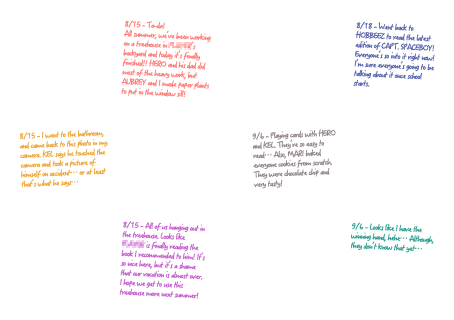 8/15 - Ta-da!
All summer, we've been working
on a treehouse in 's
backyard and today it's finally
finished!! HERO and his dad did
most of the heavy work, but
AUBREY and I made paper plants
to put in the window sill!
8/18 - Went back to
HOBBEEZ to read the latest
edition of CAPT. SPACEBOY!
Everyone's so into it right now!
I'm sure everyone's going to be
talking about it once school
starts.
8/15 - I went to the bathroom,
and came back to this photo in my
camera. KEL says he touched the
camera and took a picture of
himself on accident... or at least
that's what he says...
9/6 - Playing cards with HERO
and KEL. They're so easy to
read... Also, MARI baked
everyone cookies from scratch.
They were chocolate chip and
very tasty!
8/15 - All of us hanging out in
the treehouse. Looks like
is finally reading the
book I recommended to him! It's
so nice here, but it's a shame
that our vacation is almost over.
I hope we get to use this
treehouse more next summer!
9/6 - Looks like I have the
winning hand, hehe... Although,
they don't know that yet...